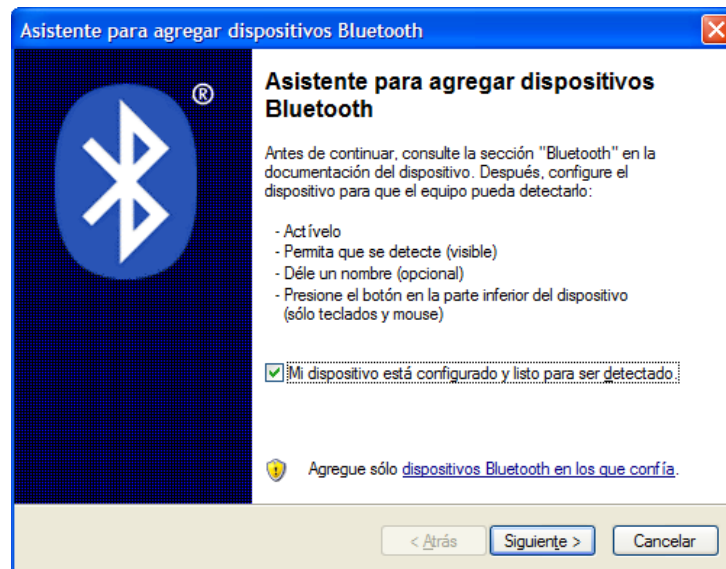 Asistente para agregar dispositivos Bluetooth
®
Asistente para agregar dispositivos
Bluetooth
Antes de continuar, consulte la sección "Bluetooth" en la
documentación del dispositivo. Después, configure el
dispositivo para que el equipo pueda detectarlo:
- Actívelo
- Permita que se detecte (visible)
- Déle un nombre (opcional)
- Presione el botón en la parte inferior del dispositivo
(sólo teclados y mouse)
Mi dispositivo está configurado y listo para ser detectado.
Agregue sólo dispositivos Bluetooth en los que confía.
< Atrás Siguiente > Cancelar